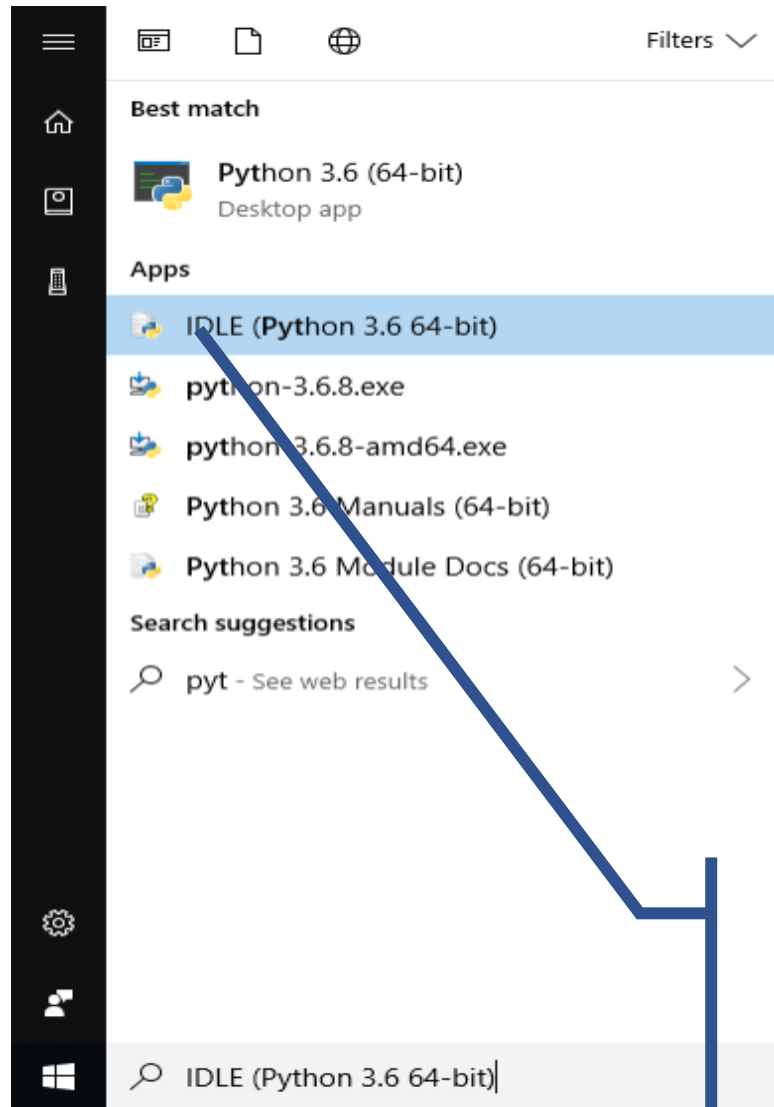 Filters
Best match
Python 3.6 (64-bit)
Desktop app
Apps
IDLE (Python 3.6 64-bit)
python-3.6.8.exe
python-3.6.8-amd64.exe
Python 3.6 Manuals (64-bit)
Python 3.6 Module Docs (64-bit)
Search suggestions
pyt - See web results
IDLE (Python 3.6 64-bit)